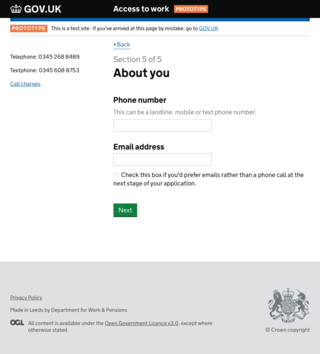 GOV.UK
Access to work PROTOTYPE
PROTOTYPE This is a test site - if you've arrived at this page by mistake, go to GOV.UK
Back
Telephone: 0345 268 8489
Textphone: 0345 608 8753
Call charges
Section 5 of 5
About you
Phone number
This can be a landline, mobile or text phone number.
Email address
Check this box if you'd prefer emails rather than a phone call at the
next stage of your application.
Next
Privacy Policy
Made in Leeds by Department for Work & Pensions
OGL All content is available under the Open Government Licence v3.0, except where
otherwise stated
© Crown copyright